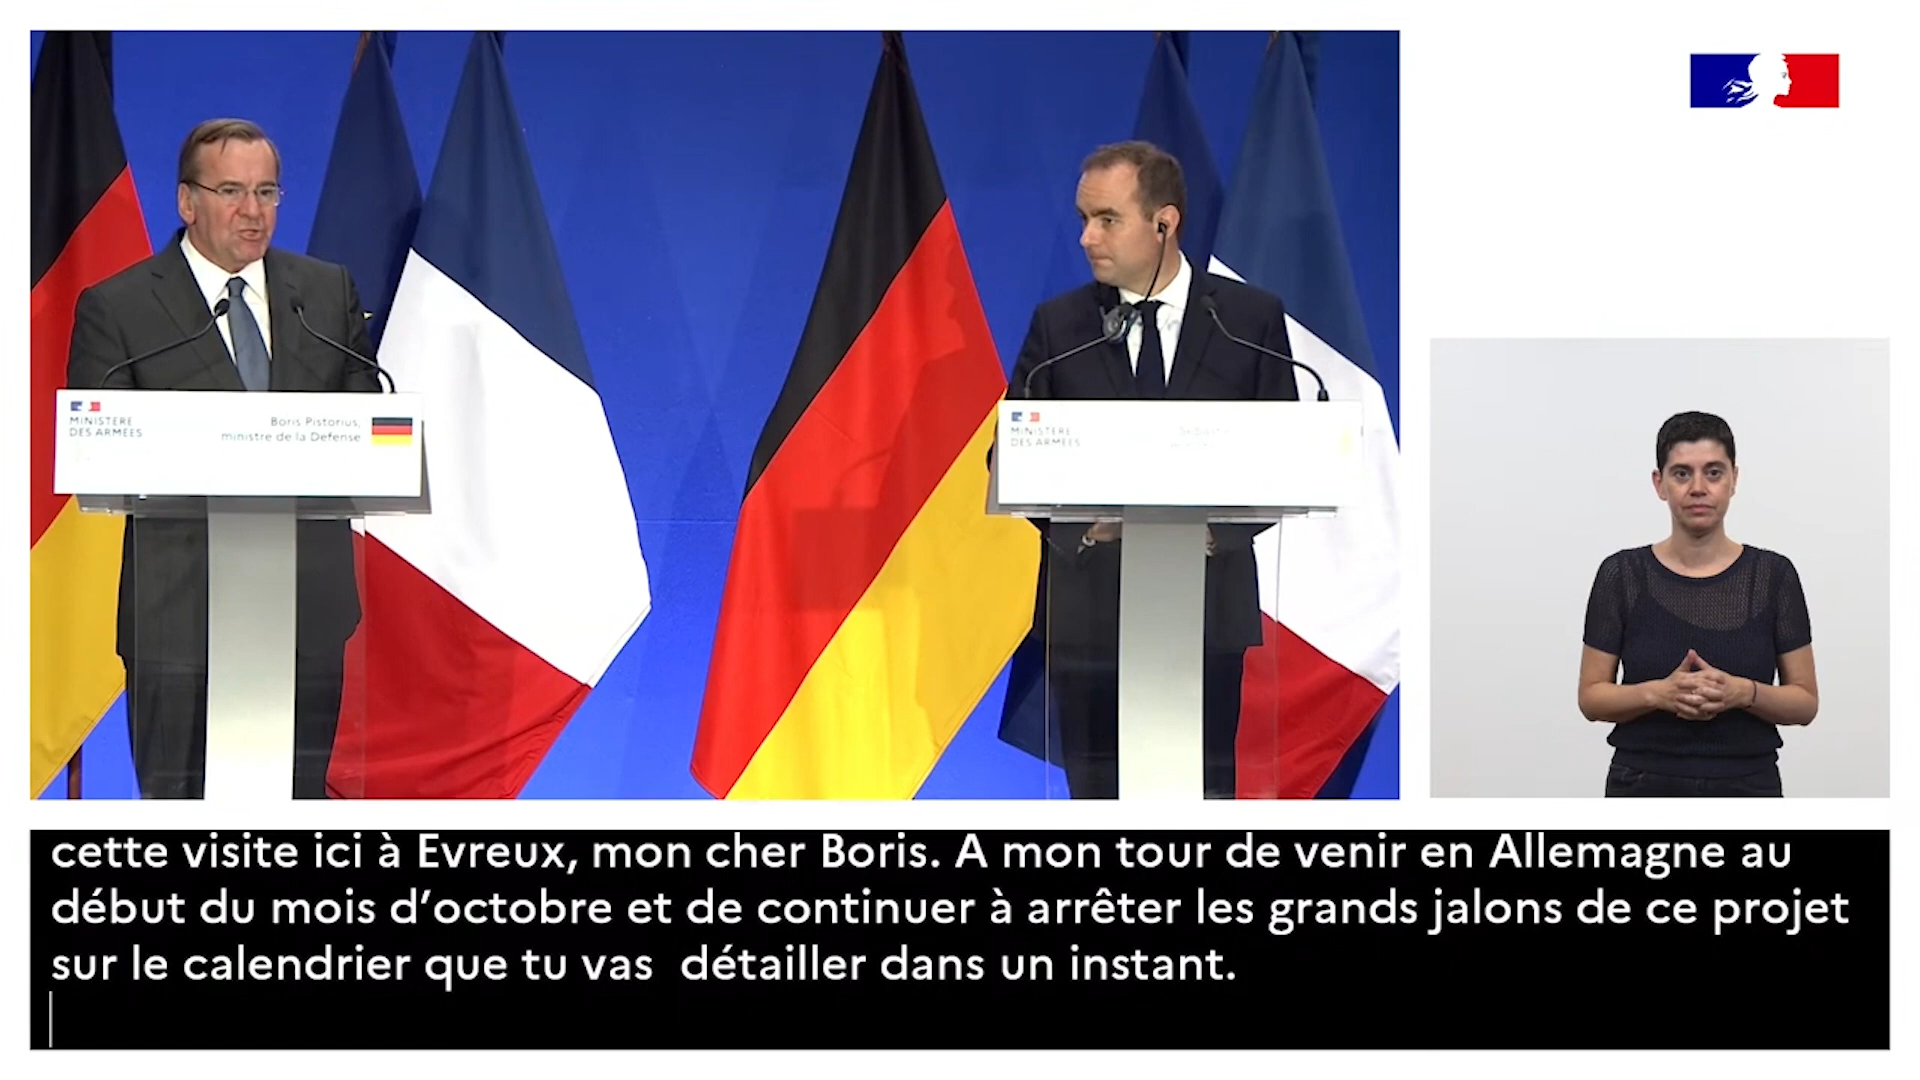 MINISTÈRE
DES ARMÉES
Boris Pistorius,
ministre de la Défense
MINISTÈRE
DES ARMÉES
cette visite ici à Evreux, mon cher Boris. A mon tour de venir en Allemagne au
début du mois d’octobre et de continuer à arrêter les grands jalons de ce projet
sur le calendrier que tu vas  détailler dans un instant.